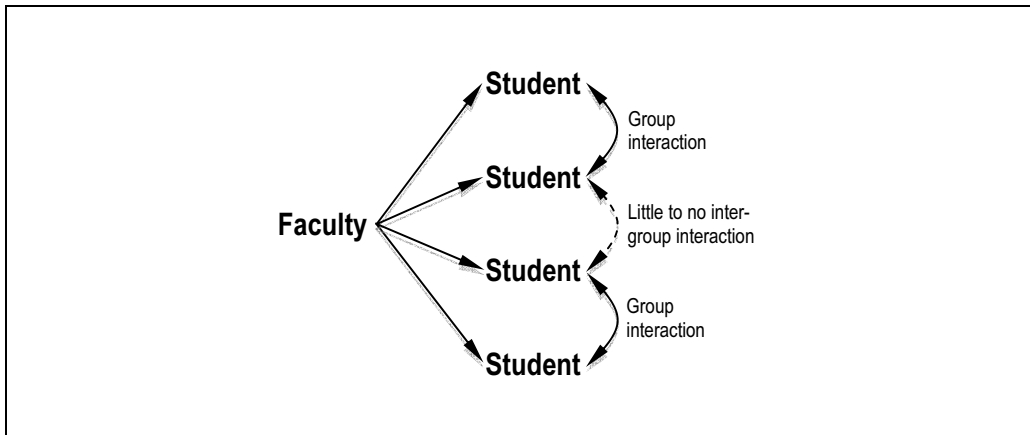 Student
Group
interaction
Student
Faculty
Little to no inter-
group interaction
Student
Group
interaction
Student